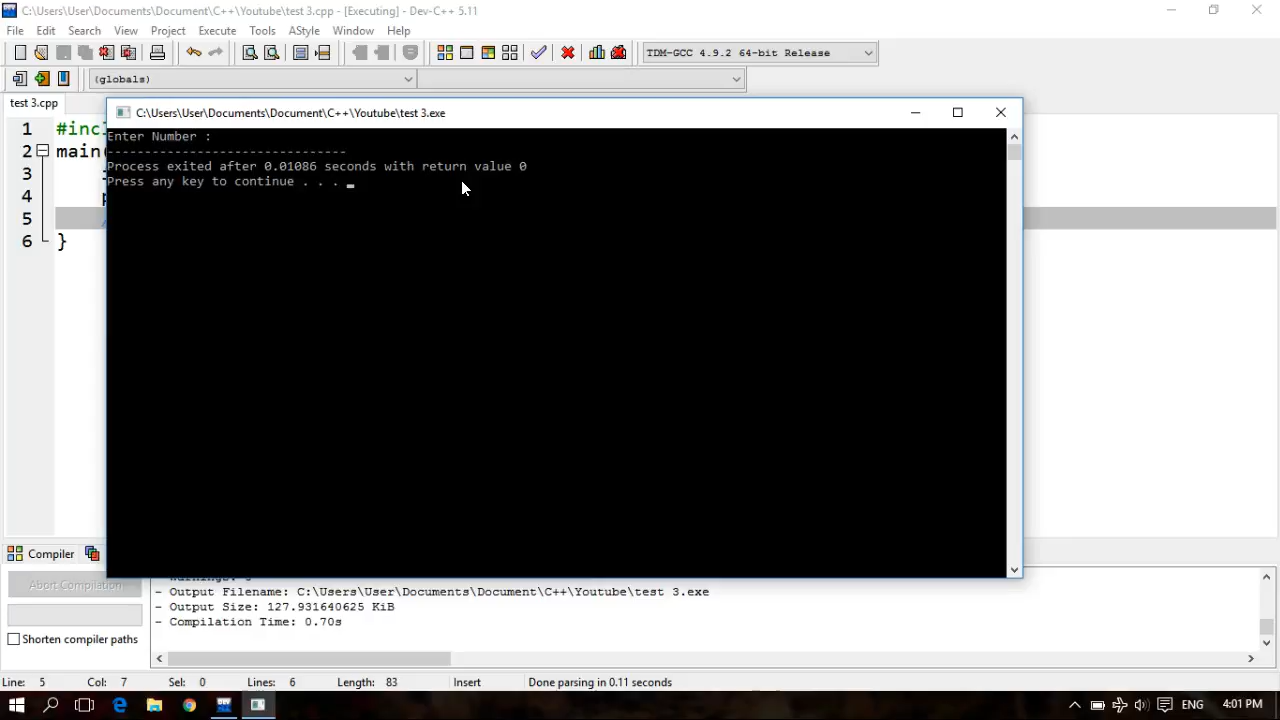 C:\Users\User\Documents\Document\C++\Youtube\test 3.cpp - [Executing] - Dev-C++ 5.11
File Edit Search View Project Execute Tools AStyle Window Help
TDM-GCC 4.9.2 64-bit Release
(globals)
test 3.cpp
C:\Users\User\Documents\Document\C++\Youtube\test 3.exe
1 #inc
2 main(
3
4
5
6 }
Enter Number :
--------------------------------
Process exited after 0.01086 seconds with return value 0
Press any key to continue . . .
Compiler
Abort Compilation
Shorten compiler paths
- Output Filename: C:\Users\User\Documents\Document\C++\Youtube\test 3.exe
- Output Size: 127.931640625 KiB
- Compilation Time: 0.70s
Line: 5 Col: 7 Sel: 0 Lines: 6 Length: 83 Insert Done parsing in 0.11 seconds
ENG 4:01 PM